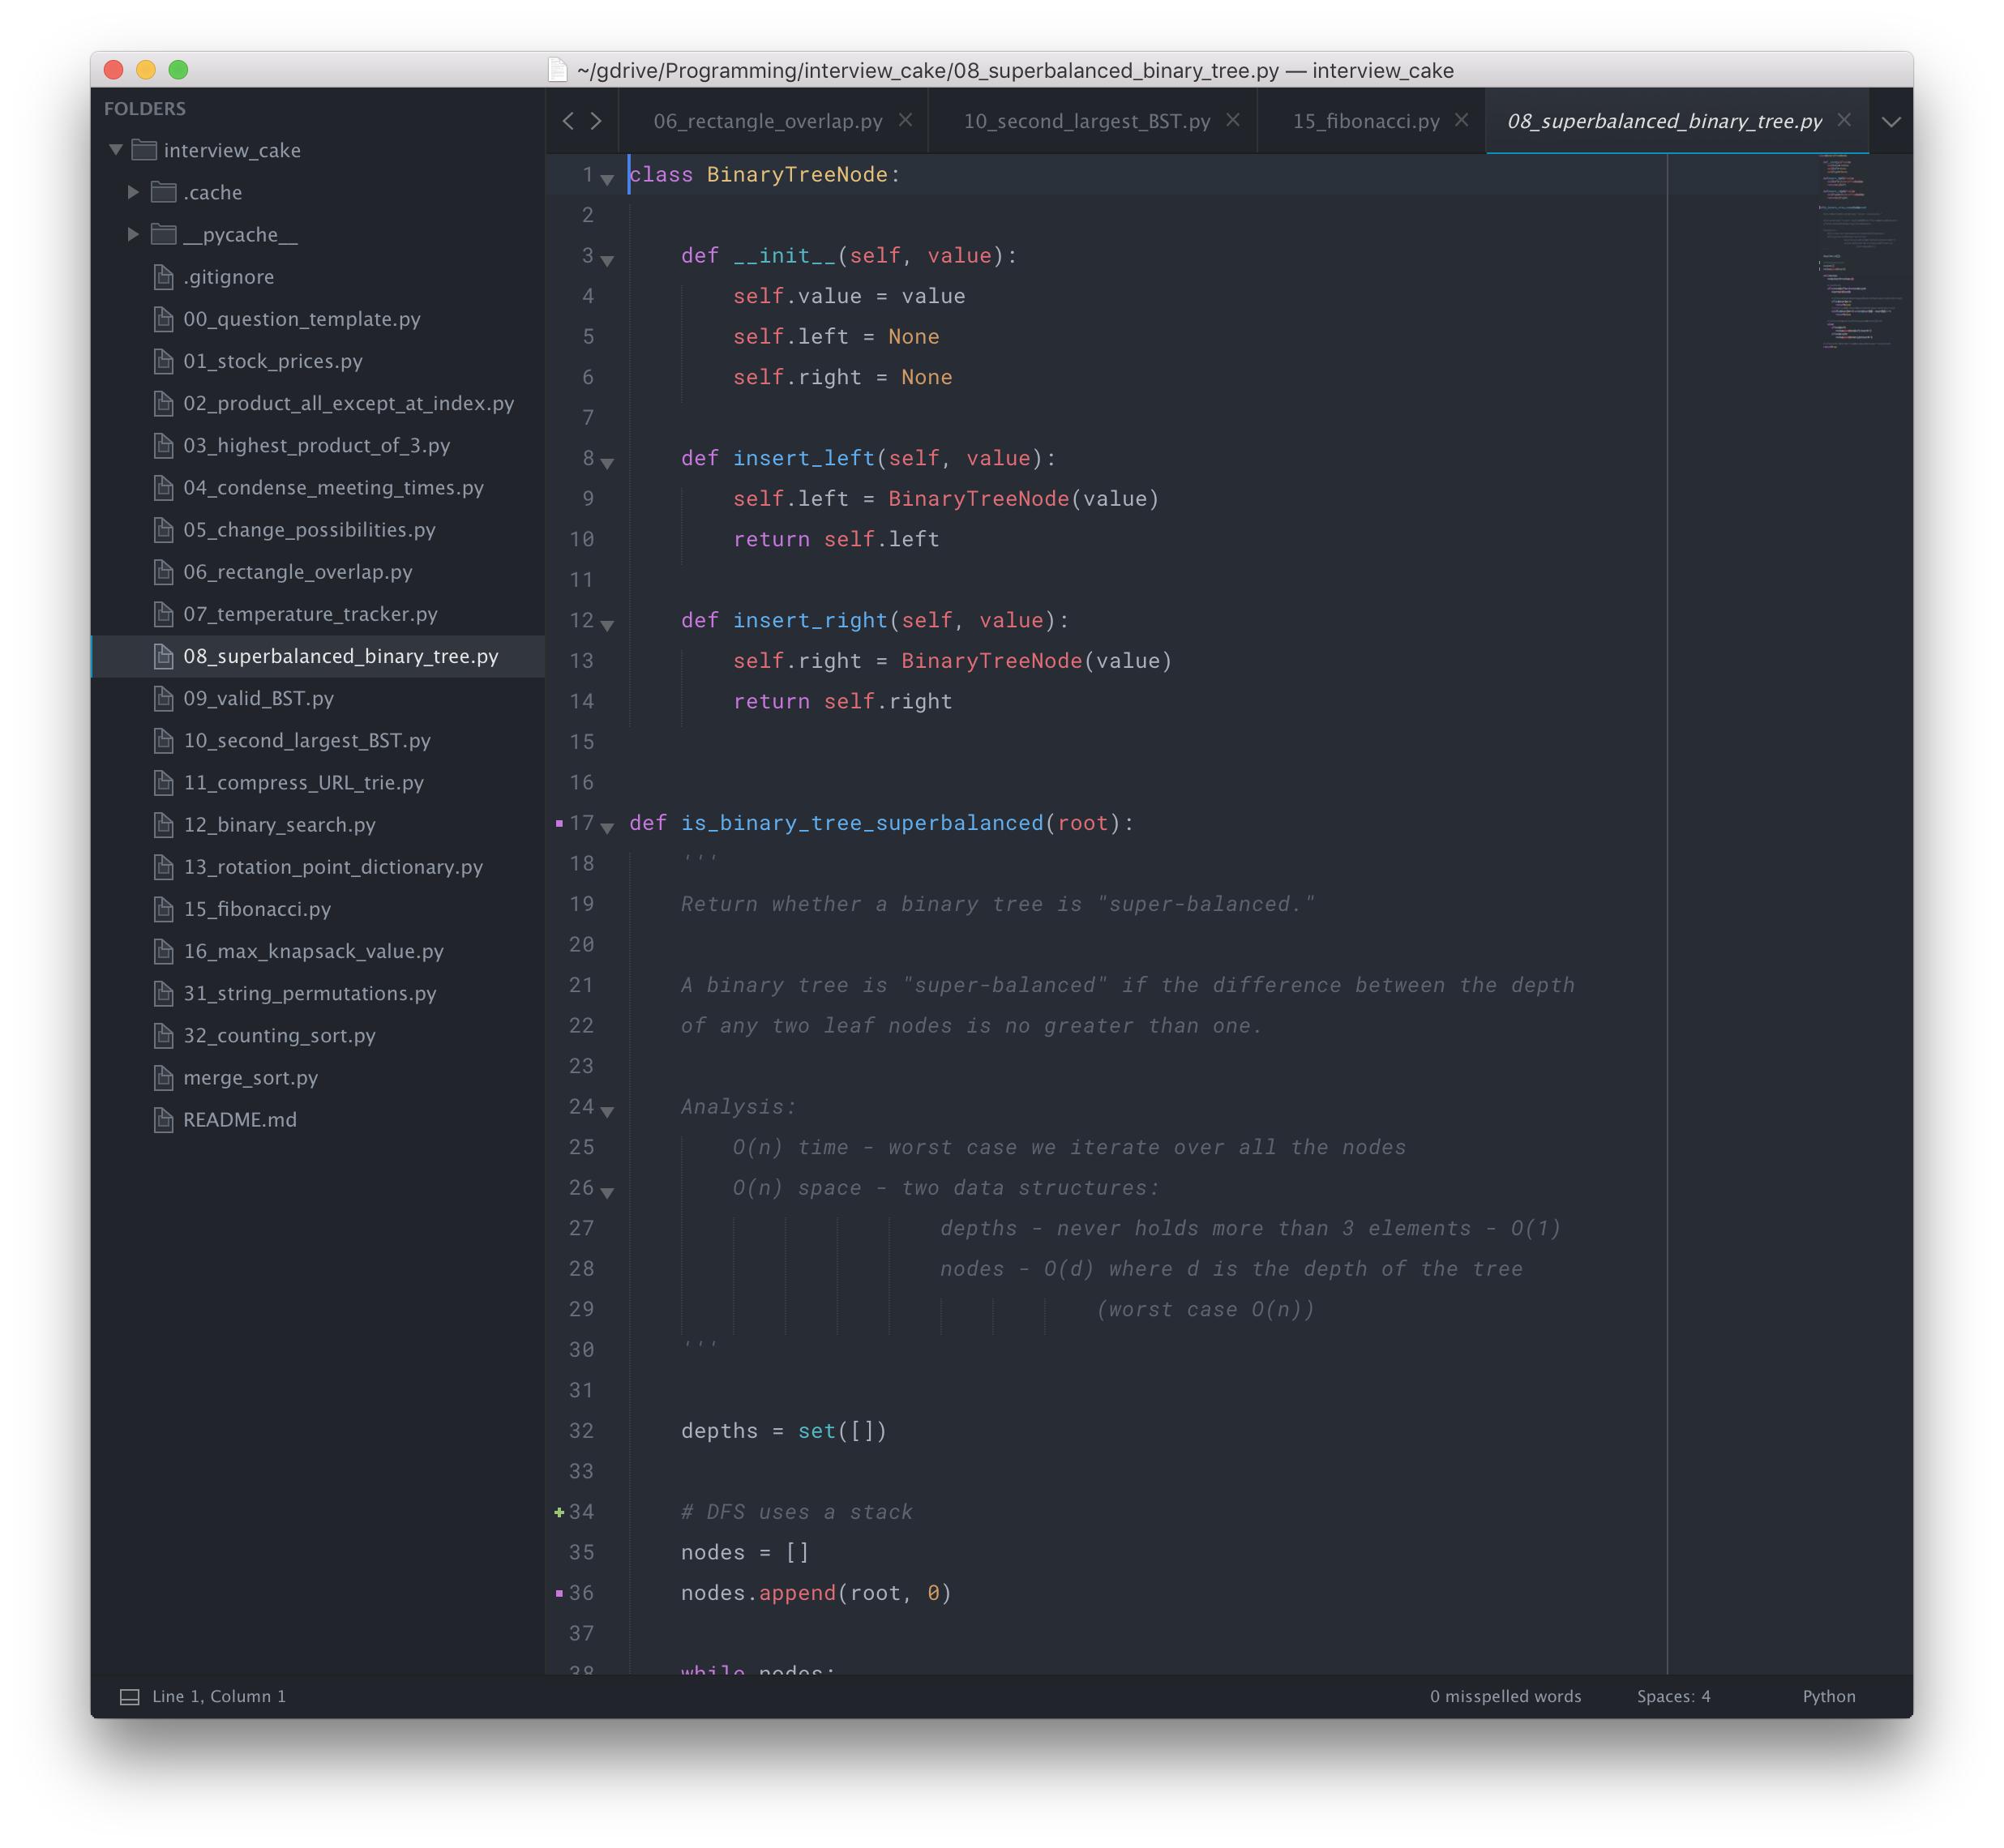 ~/gdrive/Programming/interview_cake/08_superbalanced_binary_tree.py — interview_cake
FOLDERS
interview_cake
.cache
__pycache__
.gitignore
00_question_template.py
01_stock_prices.py
02_product_all_except_at_index.py
03_highest_product_of_3.py
04_condense_meeting_times.py
05_change_possibilities.py
06_rectangle_overlap.py
07_temperature_tracker.py
08_superbalanced_binary_tree.py
09_valid_BST.py
10_second_largest_BST.py
11_compress_URL_trie.py
12_binary_search.py
13_rotation_point_dictionary.py
15_fibonacci.py
16_max_knapsack_value.py
31_string_permutations.py
32_counting_sort.py
merge_sort.py
README.md
06_rectangle_overlap.py 10_second_largest_BST.py 15_fibonacci.py 08_superbalanced_binary_tree.py
1 class BinaryTreeNode:
2
3 def __init__(self, value):
4 self.value = value
5 self.left = None
6 self.right = None
7
8 def insert_left(self, value):
9 self.left = BinaryTreeNode(value)
10 return self.left
11
12 def insert_right(self, value):
13 self.right = BinaryTreeNode(value)
14 return self.right
15
16
17 def is_binary_tree_superbalanced(root):
18 '''
19 Return whether a binary tree is "super-balanced."
20
21 A binary tree is "super-balanced" if the difference between the depth
22 of any two leaf nodes is no greater than one.
23
24 Analysis:
25 O(n) time - worst case we iterate over all the nodes
26 O(n) space - two data structures:
27 depths - never holds more than 3 elements - O(1)
28 nodes - O(d) where d is the depth of the tree
29 (worst case O(n))
30 '''
31
32 depths = set([])
33
34 # DFS uses a stack
35 nodes = []
36 nodes.append(root, 0)
37
38 while nodes:
Line 1, Column 1 0 misspelled words Spaces: 4 Python